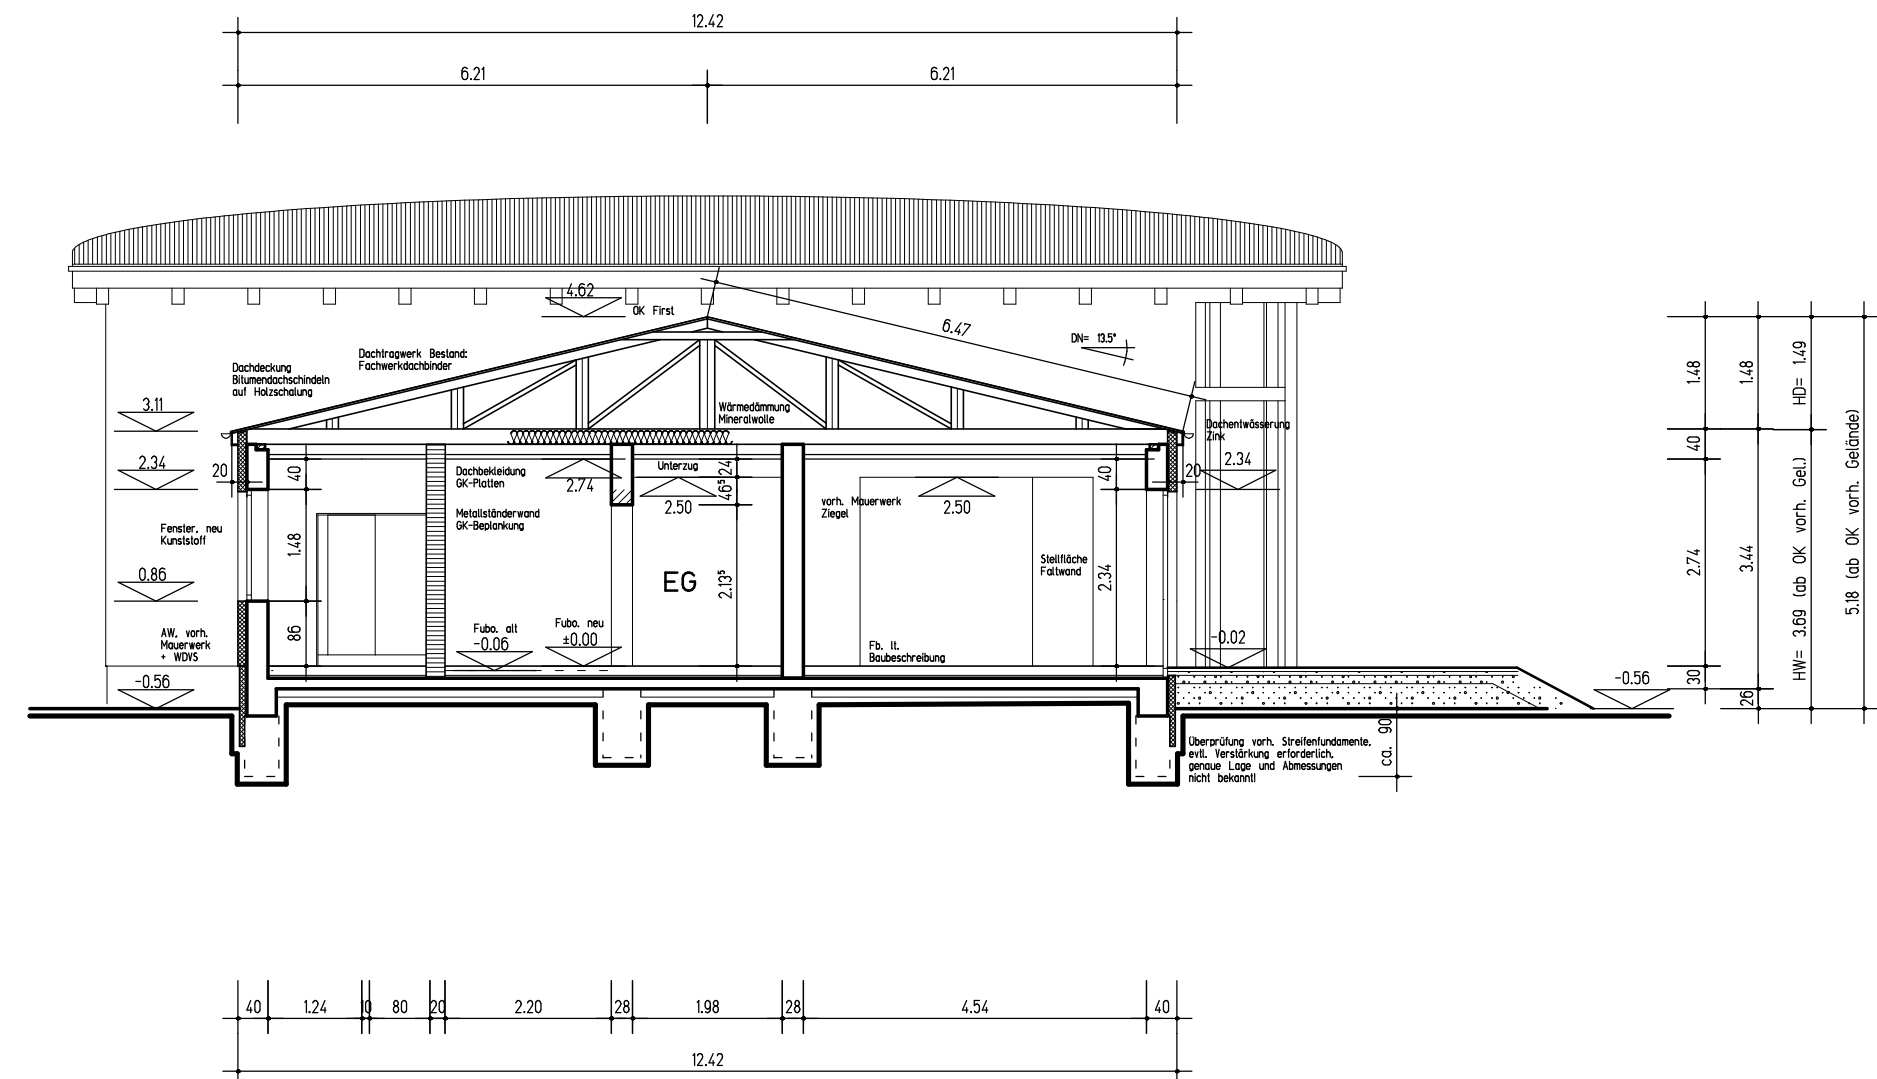 12.42
6.21
6.21
4.62
OK First
6.47
DN= 13.5°
Dachtragwerk Bestand:
Fachwerkdachbinder
Dachdeckung
Bitumendachschindeln
auf Holzschalung
3.11
Wärmedämmung
Mineralwolle
Dachentwässerung
Zink
1.48
1.48
HD= 1.49
2.34
20
40
Dachbekleidung
GK-Platten
2.74
Unterzug
24
46⁵
2.50
vorh. Mauerwerk
Ziegel
2.50
40
20
2.34
40
Metallständerwand
GK-Beplankung
Fenster, neu
Kunststoff
1.48
0.86
EG
2.13⁵
Stellfläche
Faltwand
2.34
2.74
3.44
HW= 3.69 (ab OK vorh. Gel.)
5.18 (ab OK vorh. Gelände)
AW, vorh.
Mauerwerk
+ WDVS
86
Fubo. alt
-0.06
Fubo. neu
±0.00
Fb. lt.
Baubeschreibung
-0.02
-0.56
-0.56
30
26
Überprüfung vorh. Streifenfundamente,
evtl. Verstärkung erforderlich,
genaue Lage und Abmessungen
nicht bekannt!
ca. 90
40
1.24
10
80
20
2.20
28
1.98
28
4.54
40
12.42